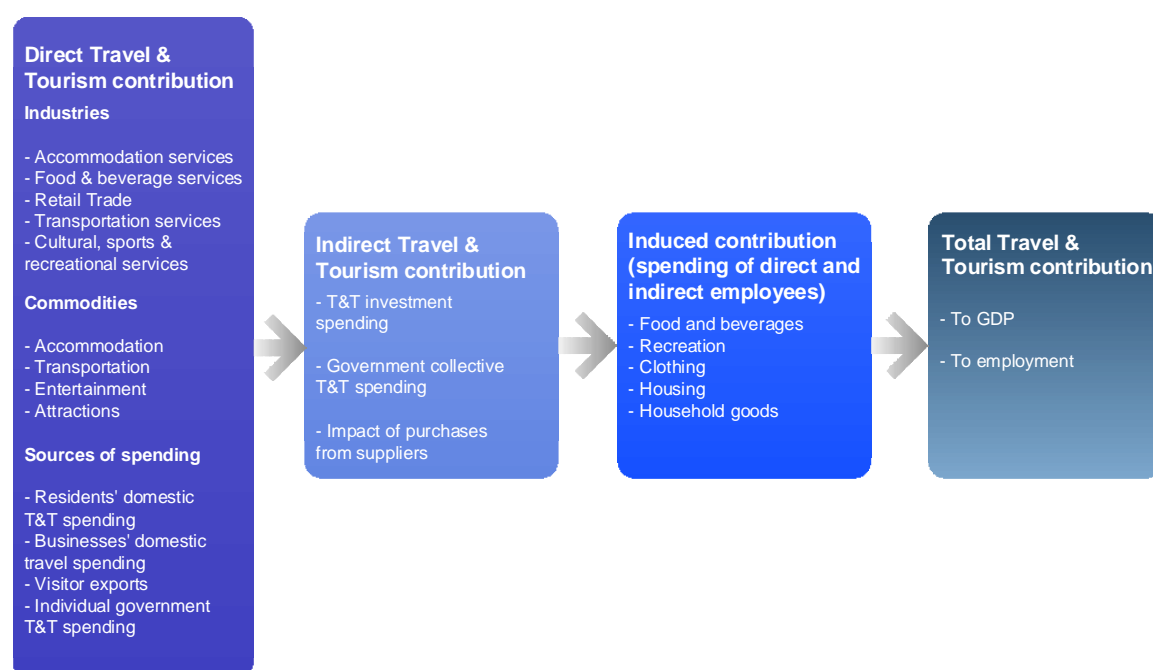 Direct Travel &
Tourism contribution
Industries
- Accommodation services
- Food & beverage services
- Retail Trade
- Transportation services
- Cultural, sports &
recreational services
Commodities
- Accommodation
- Transportation
- Entertainment
- Attractions
Sources of spending
- Residents' domestic
T&T spending
- Businesses' domestic
travel spending
- Visitor exports
- Individual government
T&T spending
Indirect Travel &
Tourism contribution
- T&T investment
spending
- Government collective
T&T spending
- Impact of purchases
from suppliers
Induced contribution
(spending of direct and
indirect employees)
- Food and beverages
- Recreation
- Clothing
- Housing
- Household goods
Total Travel &
Tourism contribution
- To GDP
- To employment